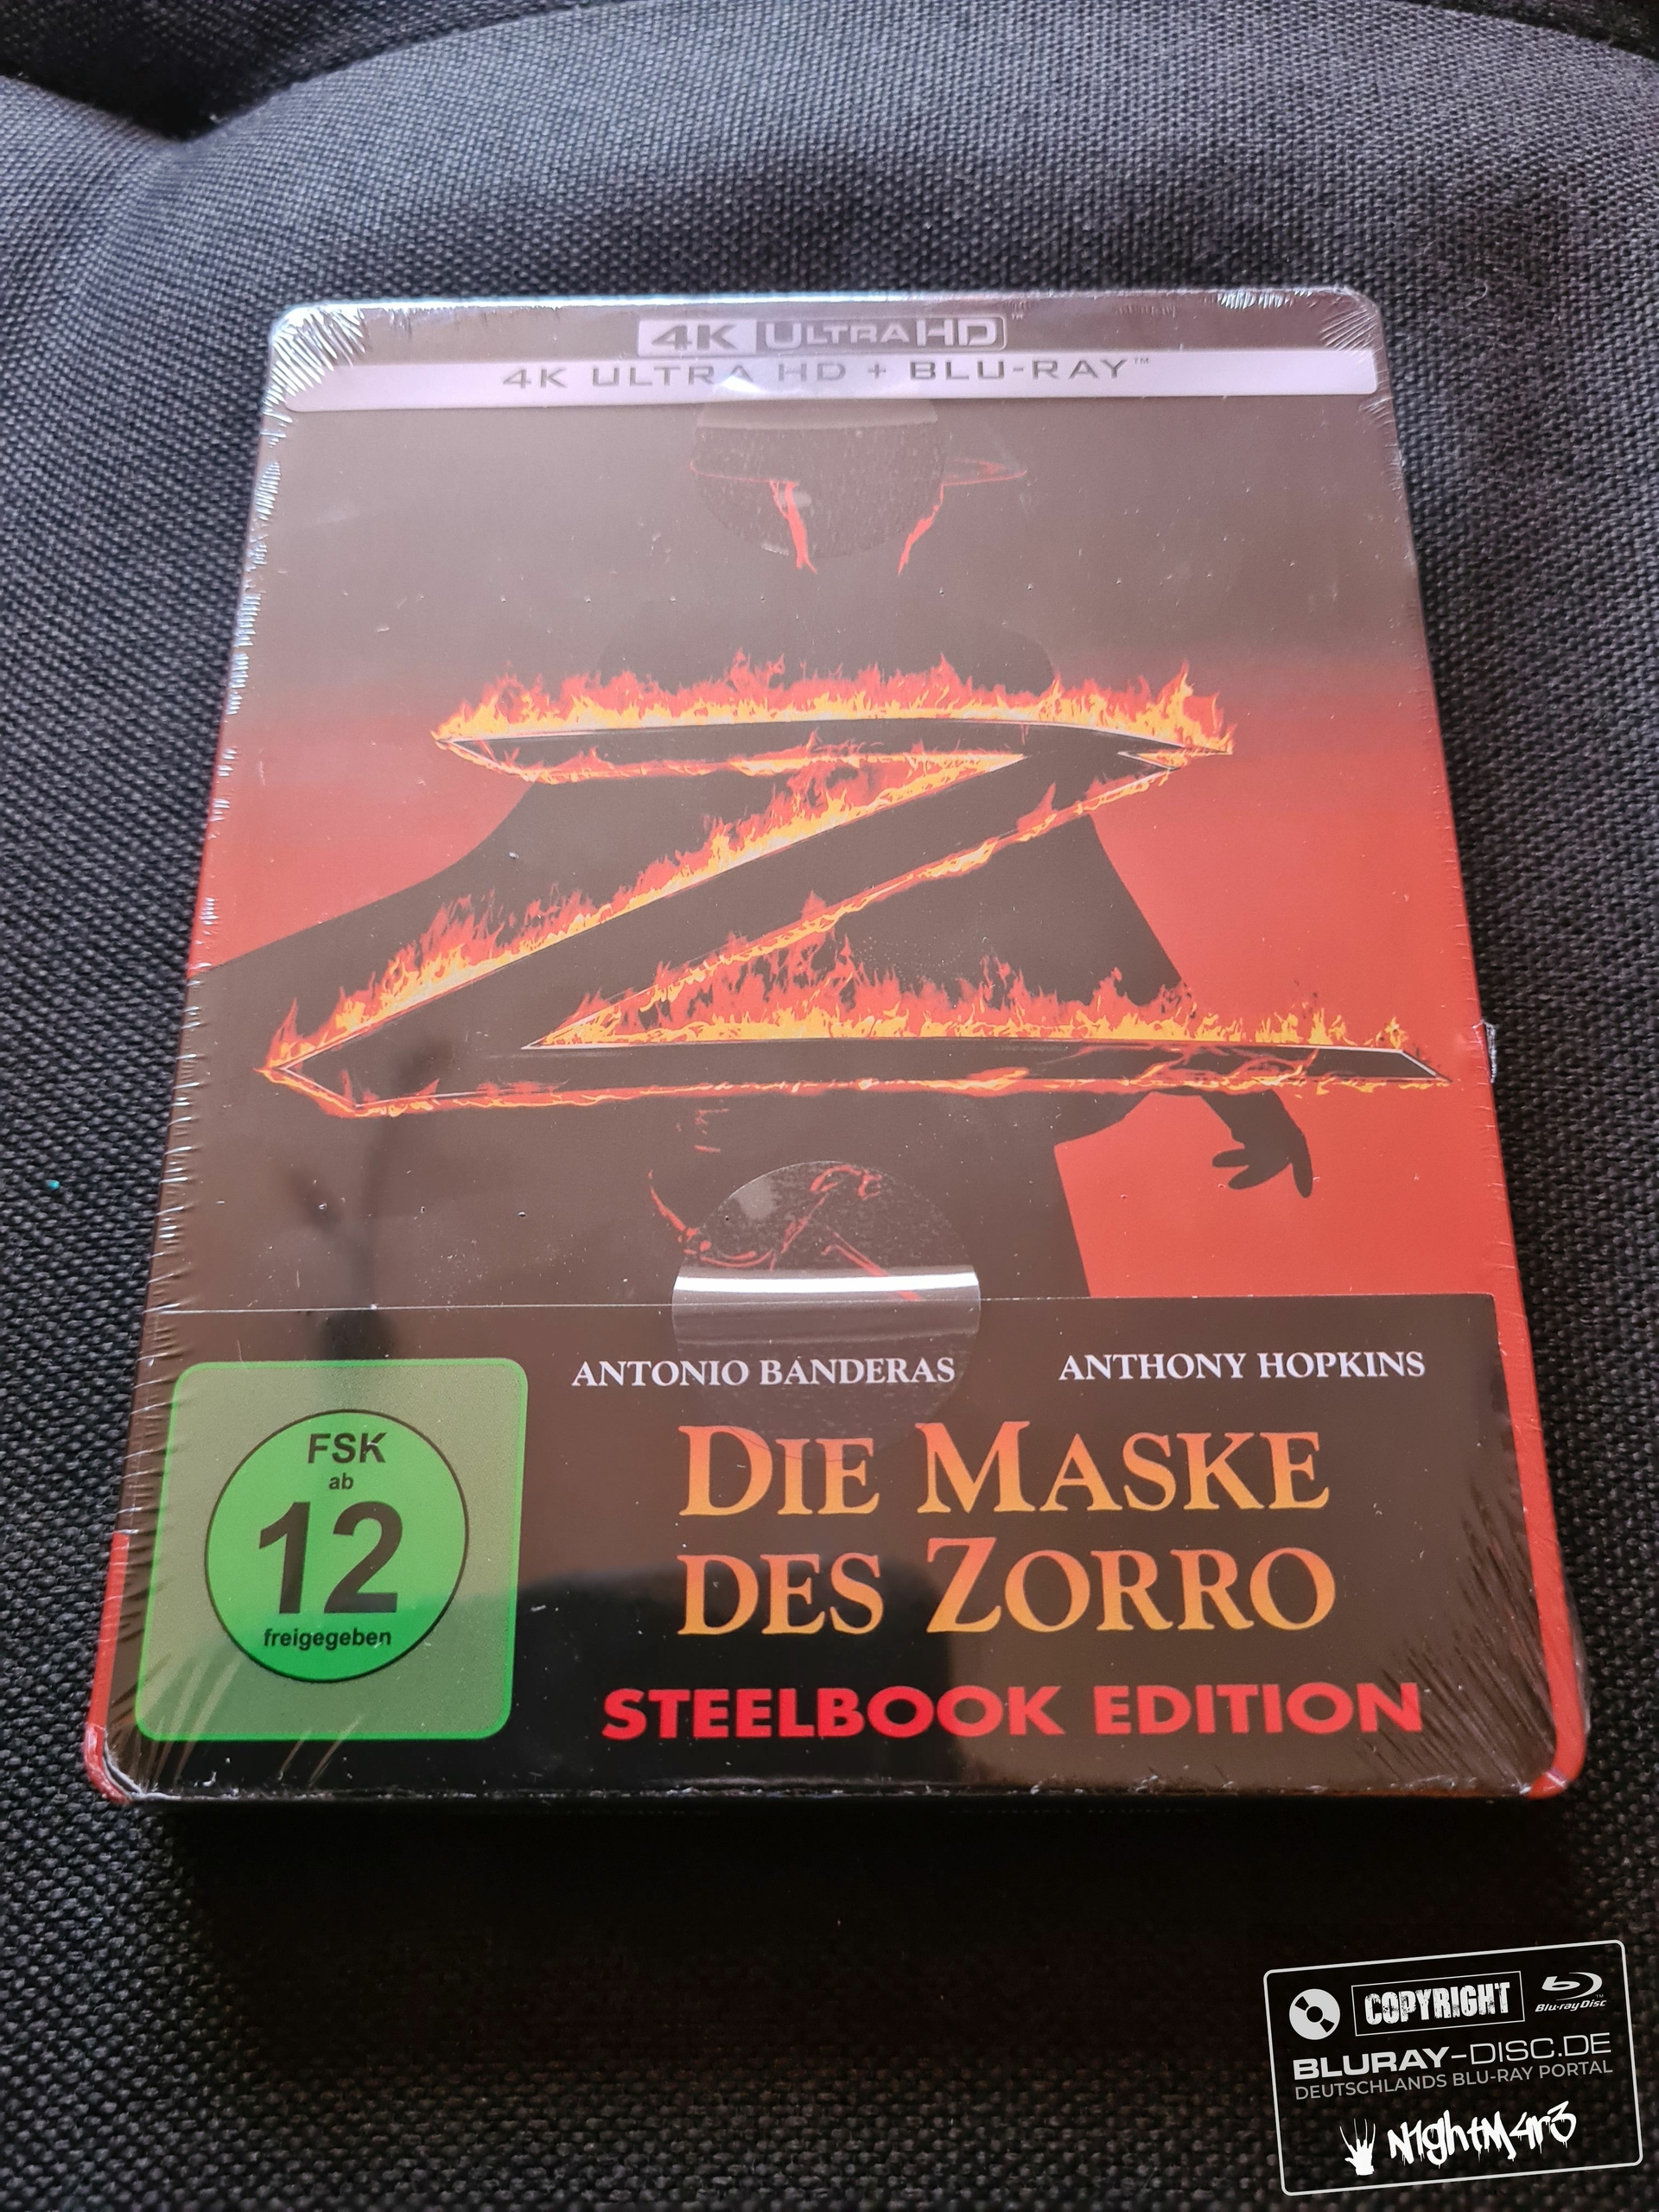 4K ULTRA HD
4K ULTRA HD + BLU-RAY™
ANTONIO BANDERAS ANTHONY HOPKINS
DIE MASKE
DES ZORRO
STEELBOOK EDITION
FSK
ab
12
freigegeben
COPYRIGHT
Blu-ray Disc™
BLURAY-DISC.DE
DEUTSCHLANDS BLU-RAY PORTAL
N1ghtM4r3